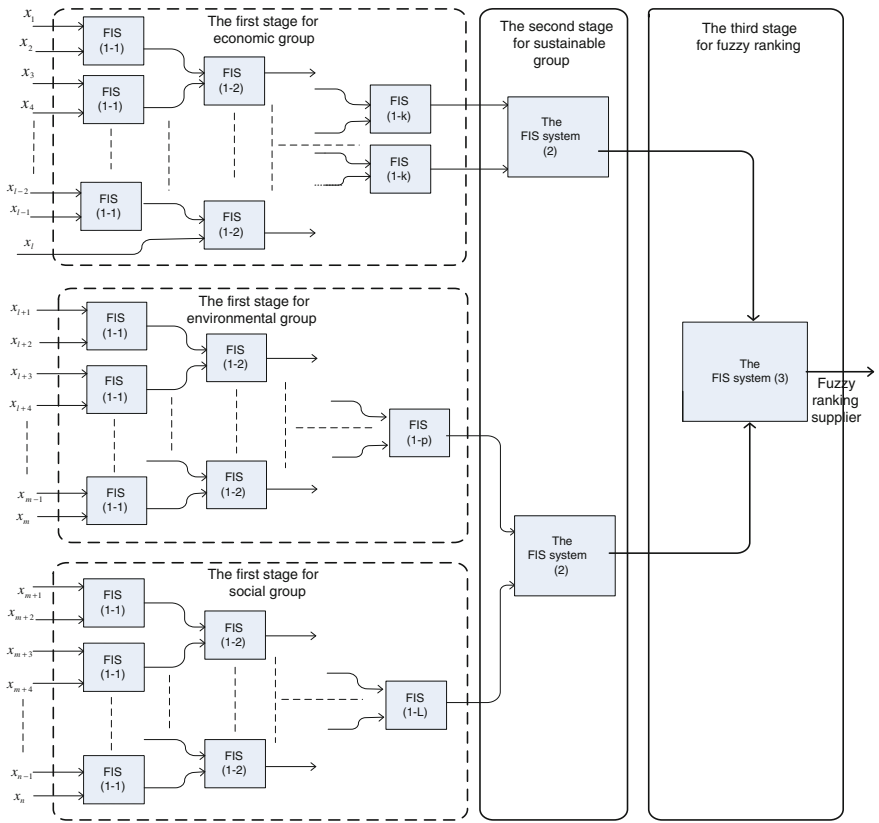 The first stage for
economic group
x₁
x₂
x₃
x₄
xₗ₋₂
xₗ₋₁
xₗ
FIS
(1-1)
FIS
(1-1)
FIS
(1-1)
FIS
(1-2)
FIS
(1-2)
FIS
(1-k)
FIS
(1-k)
The first stage for
environmental group
xₗ₊₁
xₗ₊₂
xₗ₊₃
xₗ₊₄
xₘ₋₁
xₘ
FIS
(1-1)
FIS
(1-1)
FIS
(1-1)
FIS
(1-2)
FIS
(1-2)
FIS
(1-p)
The first stage for
social group
xₘ₊₁
xₘ₊₂
xₘ₊₃
xₘ₊₄
xₙ₋₁
xₙ
FIS
(1-1)
FIS
(1-1)
FIS
(1-1)
FIS
(1-2)
FIS
(1-2)
FIS
(1-L)
The second stage
for sustainable
group
The
FIS system
(2)
The
FIS system
(2)
The third stage
for fuzzy ranking
The
FIS system (3)
Fuzzy
ranking
supplier